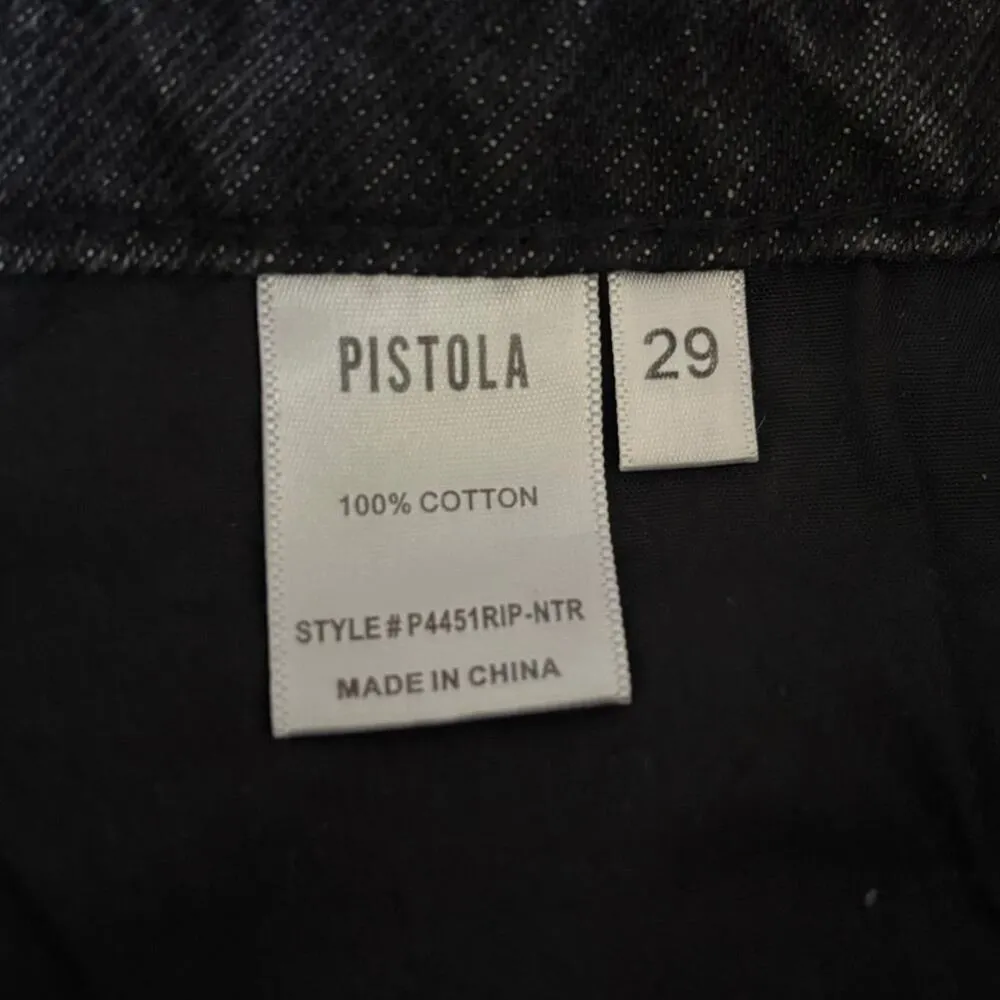 PISTOLA
100% COTTON
STYLE#P4451RIP-NTR
MADE IN CHINA
29